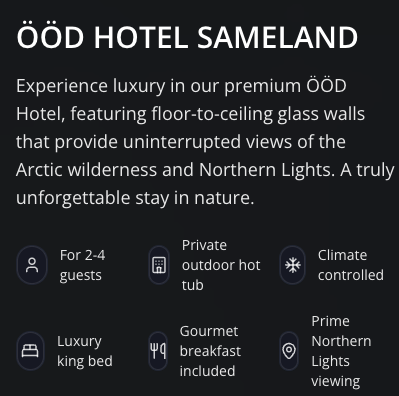 ÖÖD HOTEL SAMELAND
Experience luxury in our premium ÖÖD
Hotel, featuring floor-to-ceiling glass walls
that provide uninterrupted views of the
Arctic wilderness and Northern Lights. A truly
unforgettable stay in nature.
For 2-4
guests
Private
outdoor hot
tub
Climate
controlled
Luxury
king bed
Gourmet
breakfast
included
Prime
Northern
Lights
viewing